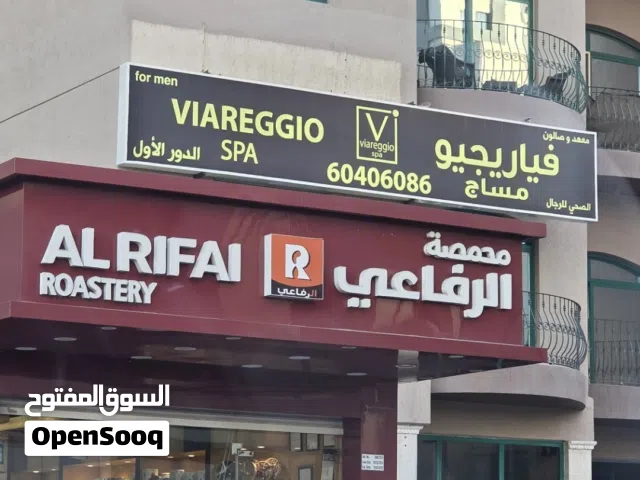 for men
VIAREGGIO
SPA الدور الأول
Vi
viareggio
spa
60406086
معهد و صالون
فياريجيو
مساج
الصحي للرجال
AL RIFAI
ROASTERY
R
الرفاعي
محمصة
الرفاعي
السوق المفتوح
OpenSooq